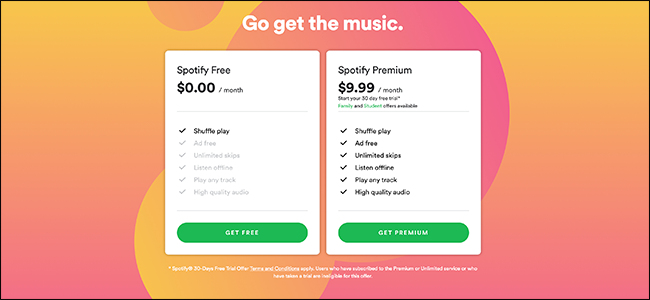 Go get the music.
Spotify Free
$0.00 / month
Shuffle play
Ad free
Unlimited skips
Listen offline
Play any track
High quality audio
GET FREE
Spotify Premium
$9.99 / month
Start your 30 day free trial*
Family and Student offers available
Shuffle play
Ad free
Unlimited skips
Listen offline
Play any track
High quality audio
GET PREMIUM
* Spotify® 30-Days Free Trial Offer Terms and Conditions apply. Users who have subscribed to the Premium or Unlimited service or who
have taken a trial are ineligible for this offer.